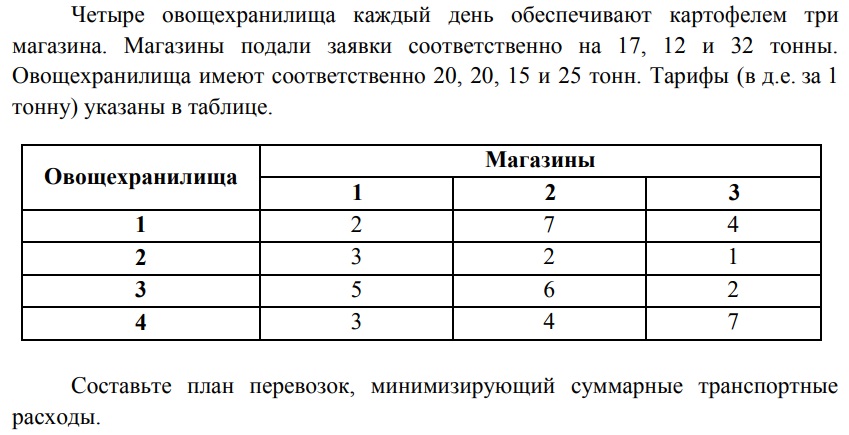 Четыре овощехранилища каждый день обеспечивают картофелем три
магазина. Магазины подали заявки соответственно на 17, 12 и 32 тонны.
Овощехранилища имеют соответственно 20, 20, 15 и 25 тонн. Тарифы (в д.е. за 1
тонну) указаны в таблице.
Овощехранилища Магазины
1 2 3
1 2 7 4
2 3 2 1
3 5 6 2
4 3 4 7
Составьте план перевозок, минимизирующий суммарные транспортные
расходы.